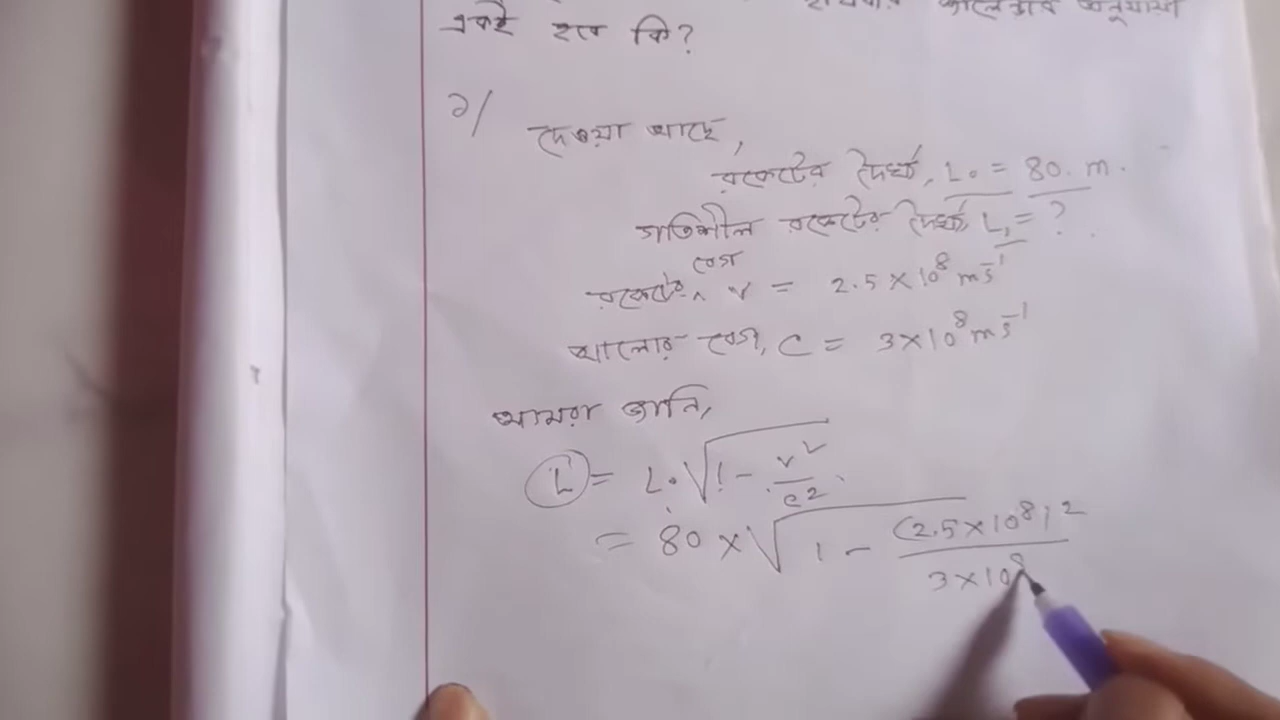 একই হবে কি?
১/
দেওয়া আছে,
রকেটের দৈর্ঘ্য, L₀ = 80 m.
গতিশীল রকেটের দৈর্ঘ্য L, = ?
বেগ
রকেটের ^ v = 2.5 × 10⁸ ms⁻¹
আলোর বেগ, c = 3 × 10⁸ ms⁻¹
আমরা জানি,
L = L₀ √1 - v²/c²
= 80 × √1 - (2.5 × 10⁸)²/3 × 10⁸